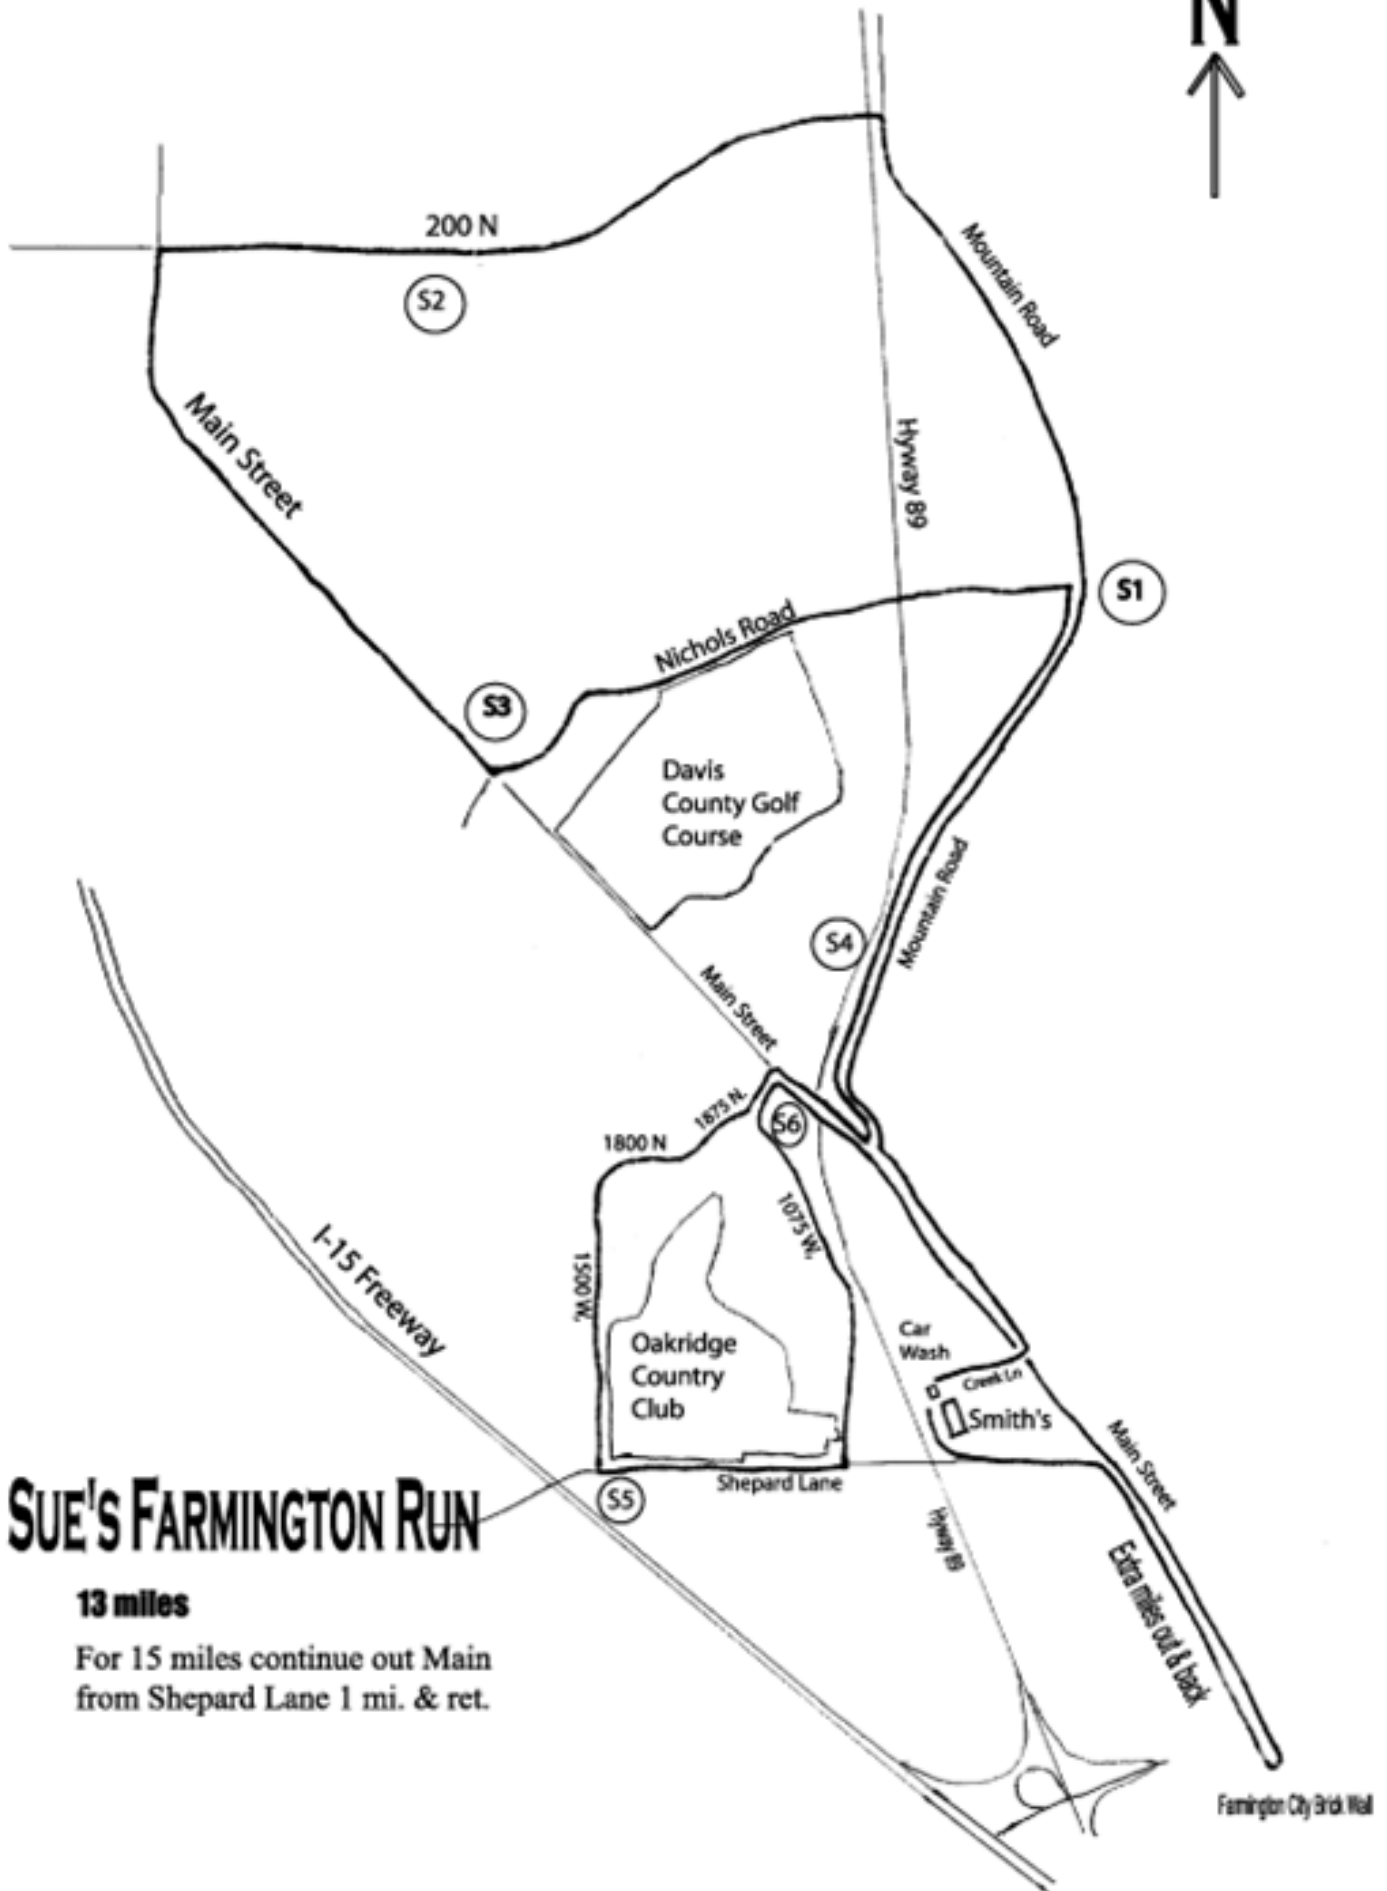 N
200 N
S2
Mountain Road
Main Street
Hyway 89
S1
Nichols Road
S3
Davis
County Golf
Course
Mountain Road
S4
Main Street
1875 N.
S6
1800 N
1075 W.
I-15 Freeway
1500 W.
Car
Wash
Oakridge
Country
Club
Creek Ln
Smith's
Main Street
Shepard Lane
S5
SUE'S FARMINGTON RUN
Hyway 89
Extra miles out & back
13 miles
For 15 miles continue out Main
from Shepard Lane 1 mi. & ret.
Farmington City Brick Wall